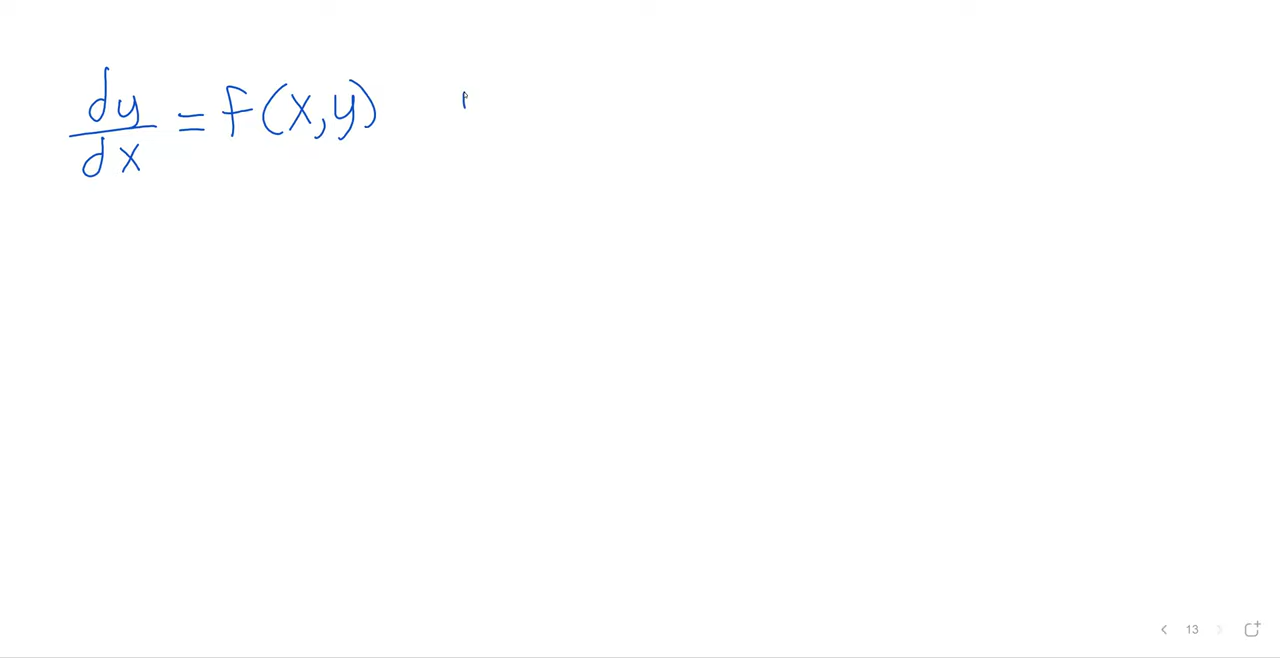 dy/dx = F(x,y)
13